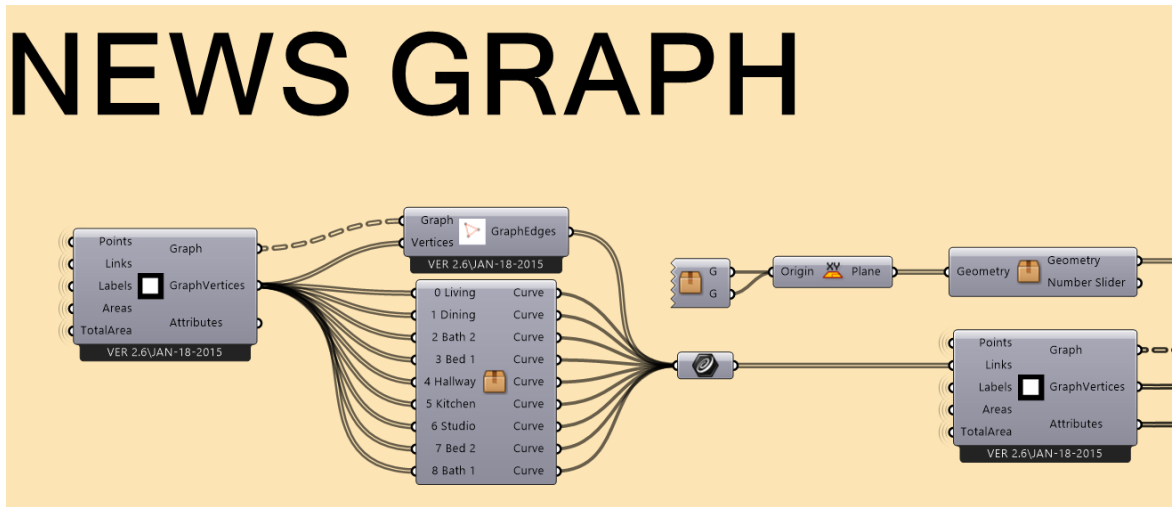 NEWS GRAPH
Points
Links
Labels
Areas
TotalArea
Graph
GraphVertices
Attributes
VER 2.6\JAN-18-2015
Graph
Vertices
GraphEdges
VER 2.6\JAN-18-2015
0 Living Curve
1 Dining Curve
2 Bath 2 Curve
3 Bed 1 Curve
4 Hallway Curve
5 Kitchen Curve
6 Studio Curve
7 Bed 2 Curve
8 Bath 1 Curve
G
G
Origin XY Plane
Geometry
Geometry
Number Slider
Points
Links
Labels
Areas
TotalArea
Graph
GraphVertices
Attributes
VER 2.6\JAN-18-2015